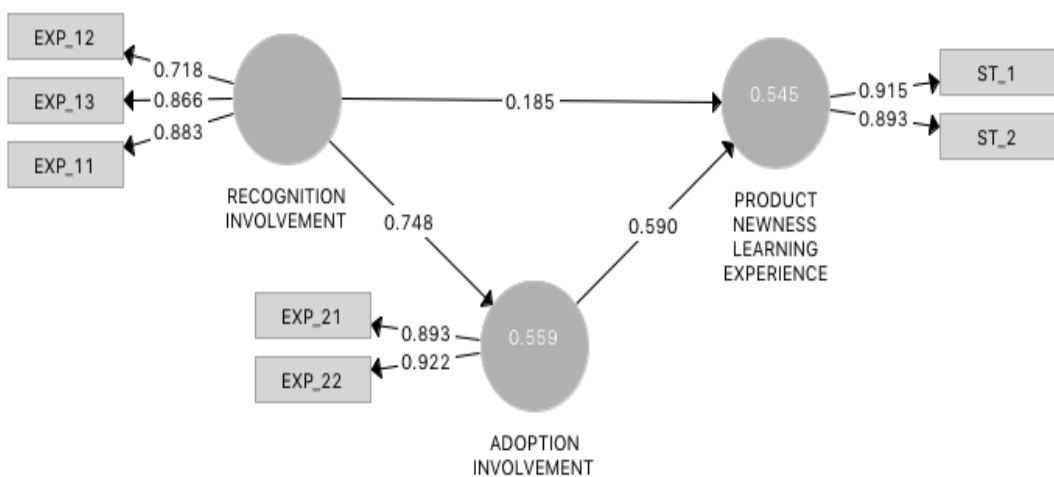 EXP_12
EXP_13
EXP_11
0.718
0.866
0.883
RECOGNITION
INVOLVEMENT
0.185
0.748
0.590
0.545
PRODUCT
NEWNESS
LEARNING
EXPERIENCE
0.915
0.893
ST_1
ST_2
EXP_21
EXP_22
0.893
0.922
0.559
ADOPTION
INVOLVEMENT